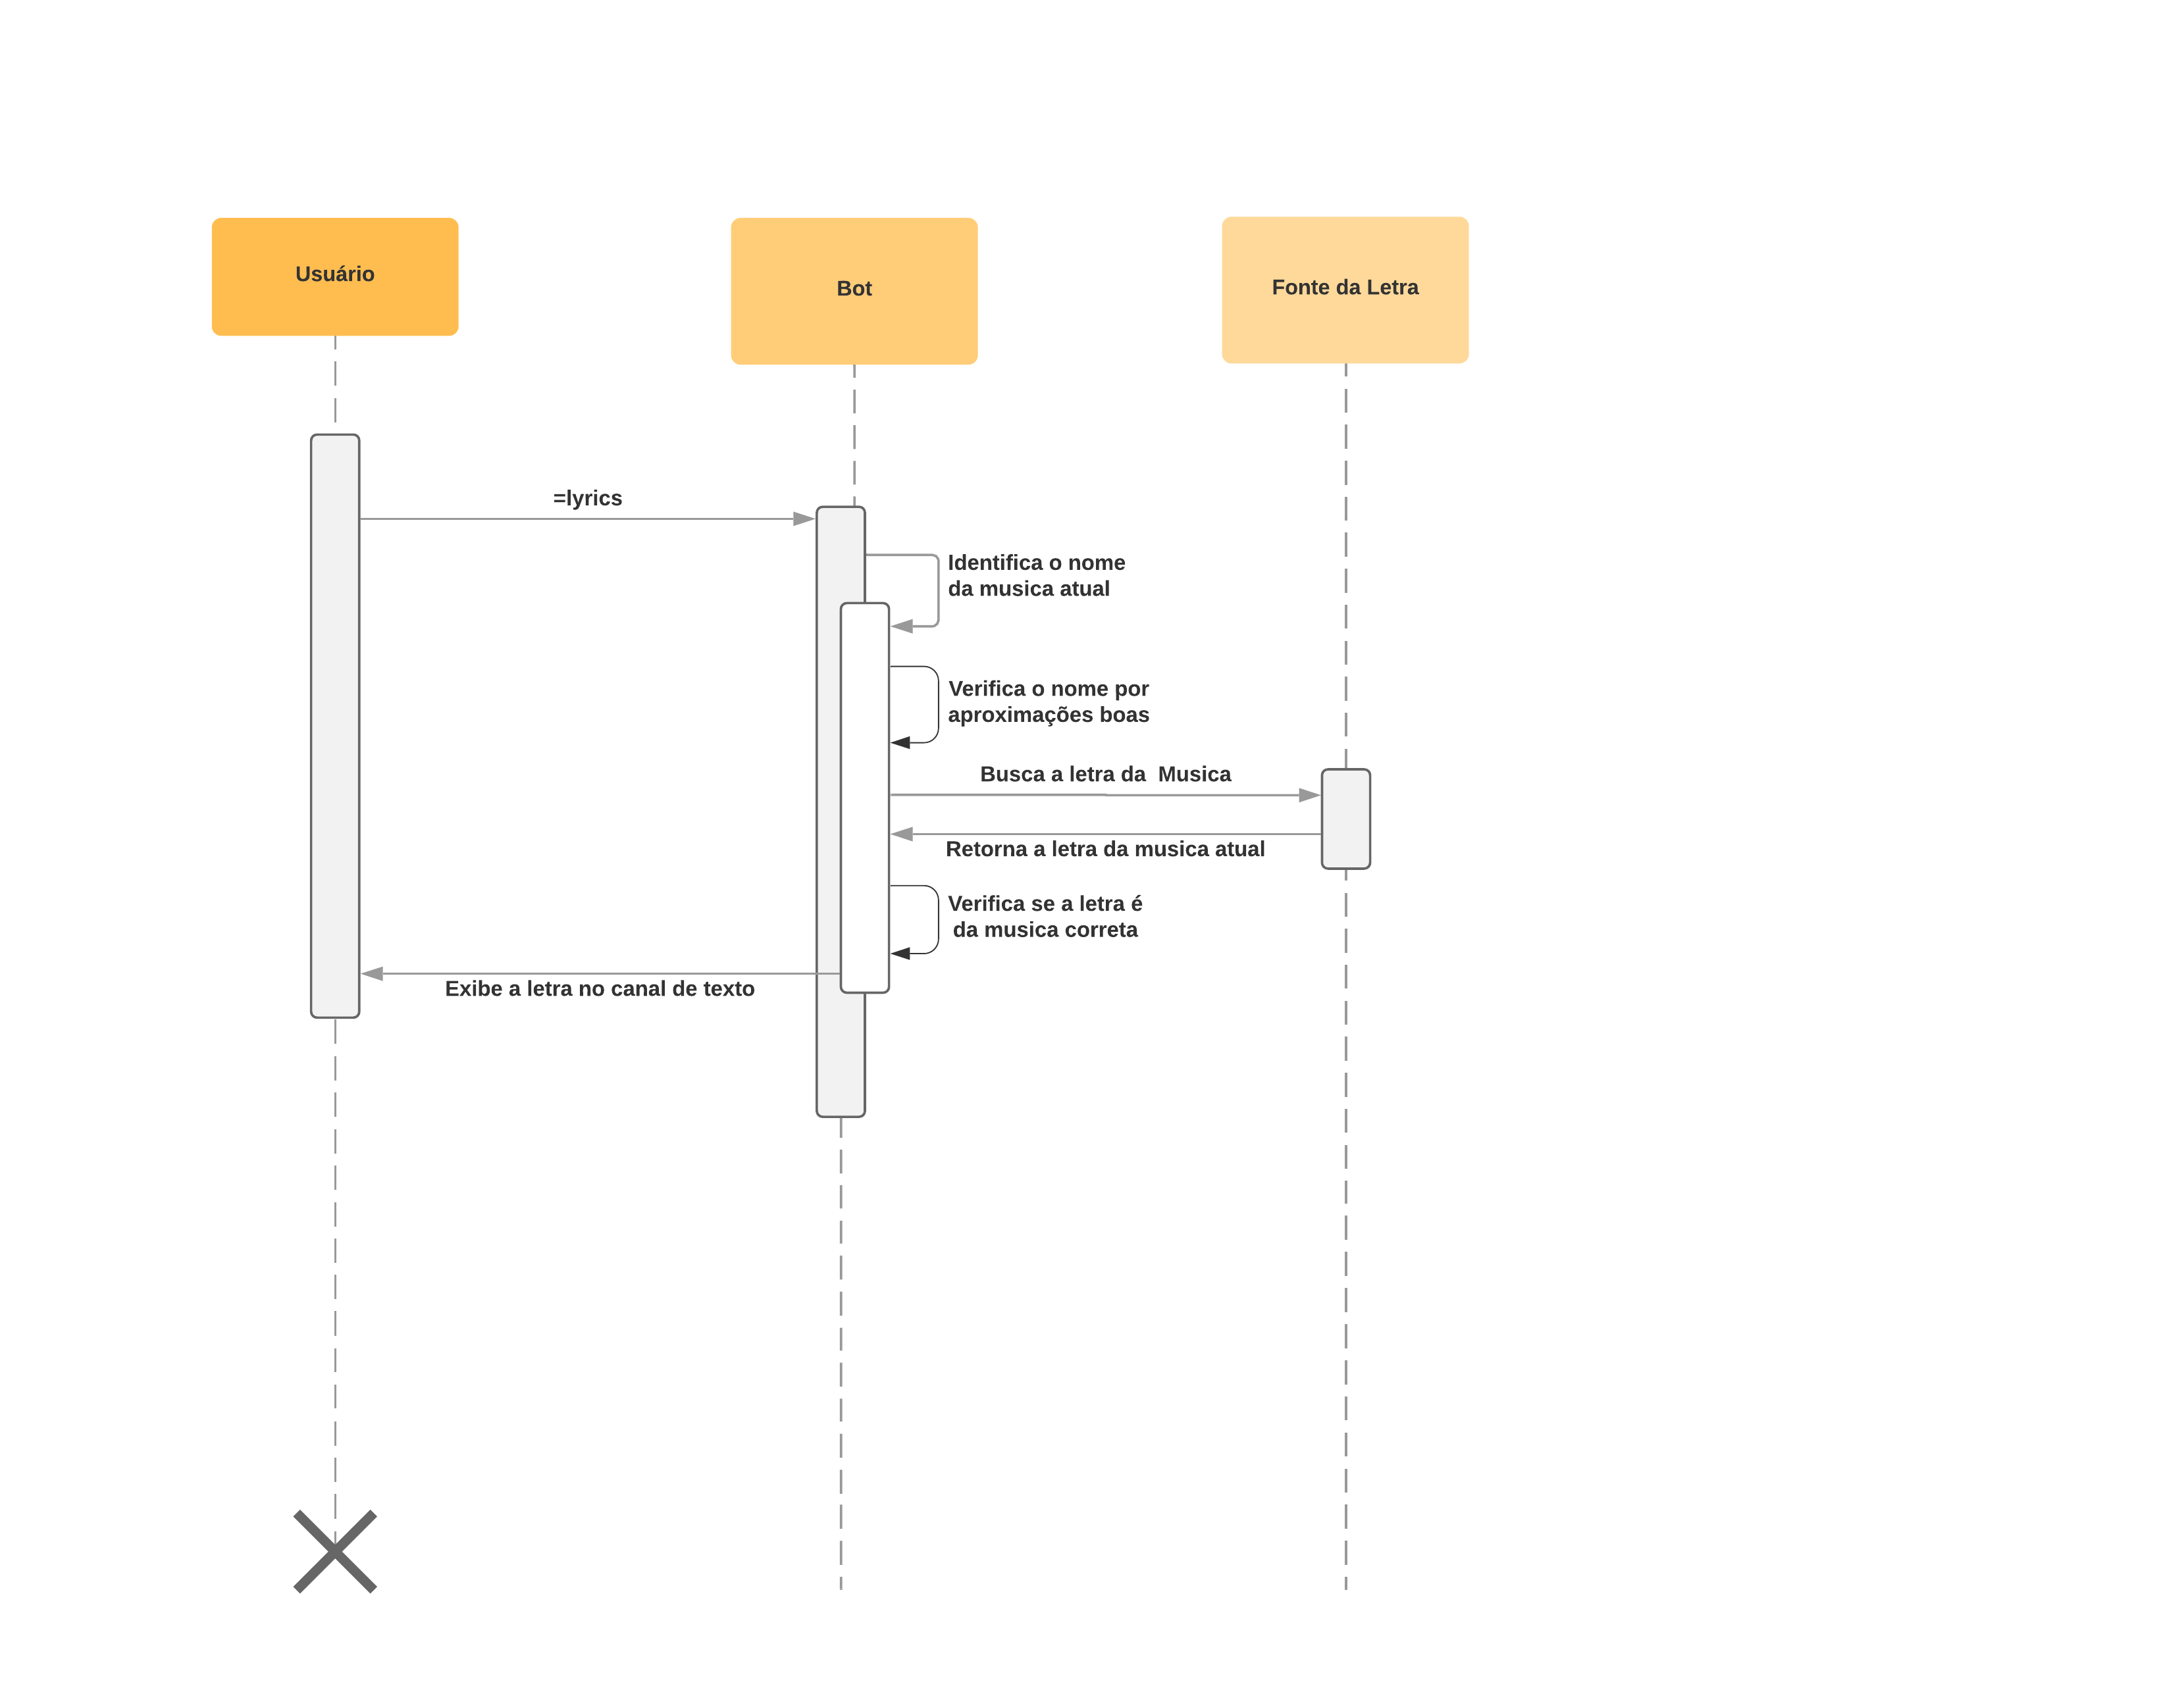 Usuário
Bot
Fonte da Letra
=lyrics
Identifica o nome
da musica atual
Verifica o nome por
aproximações boas
Busca a letra da  Musica
Retorna a letra da musica atual
Verifica se a letra é
da musica correta
Exibe a letra no canal de texto